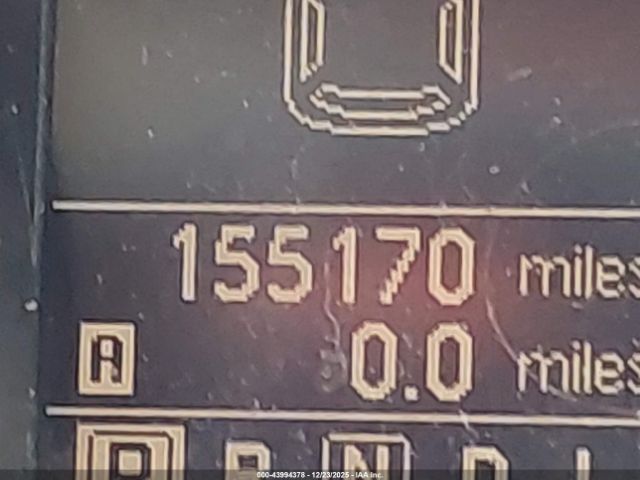 155170 miles
A 0.0 miles
P R N D L
000-43994378 - 12/23/2025 - IAA Inc.